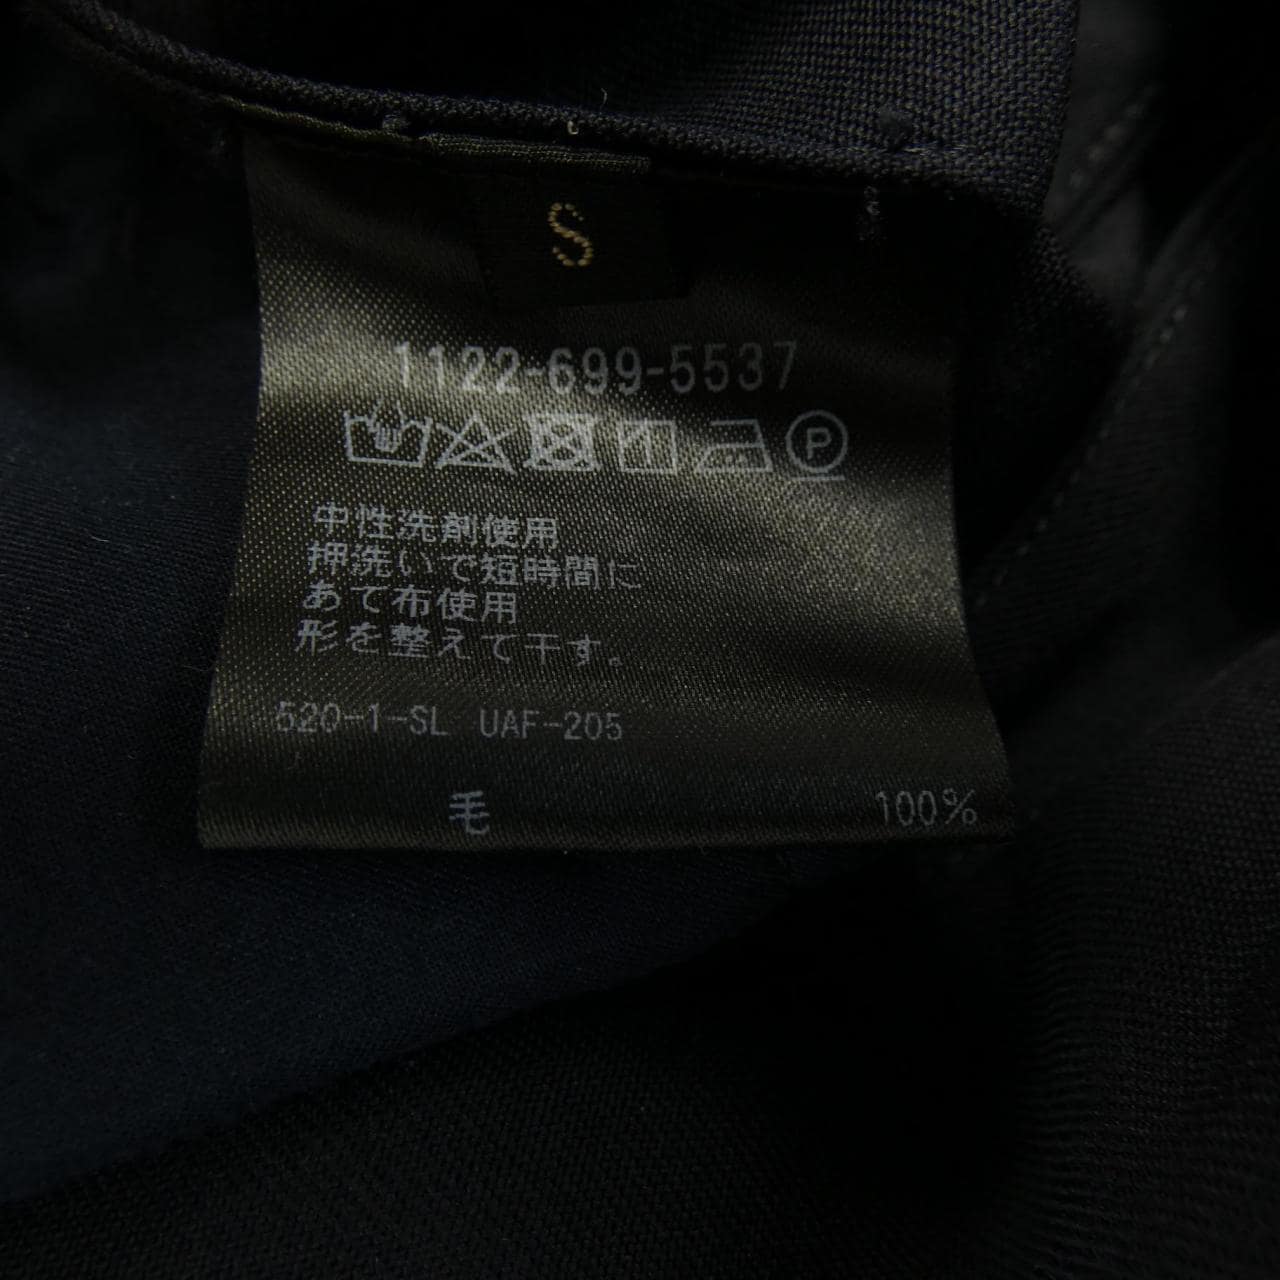 S
1122-699-5537
P
中性洗剤使用
押洗いで短時間に
あて布使用
形を整えて干す。
520-1-SL UAF-205
毛 100%